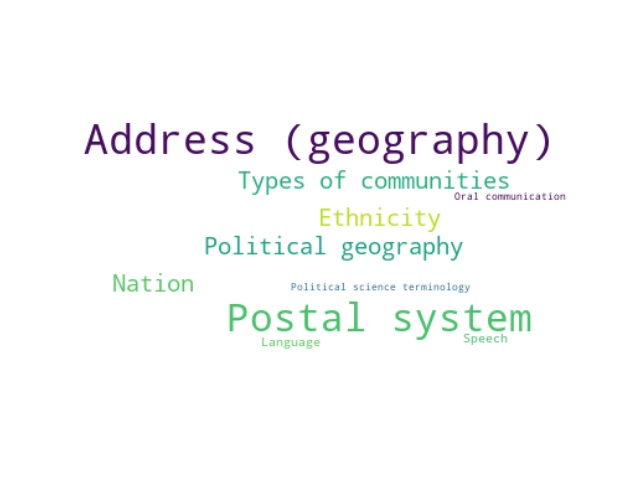 Address (geography)
Types of communities
Oral communication
Ethnicity
Political geography
Nation
Political science terminology
Postal system
Language
Speech